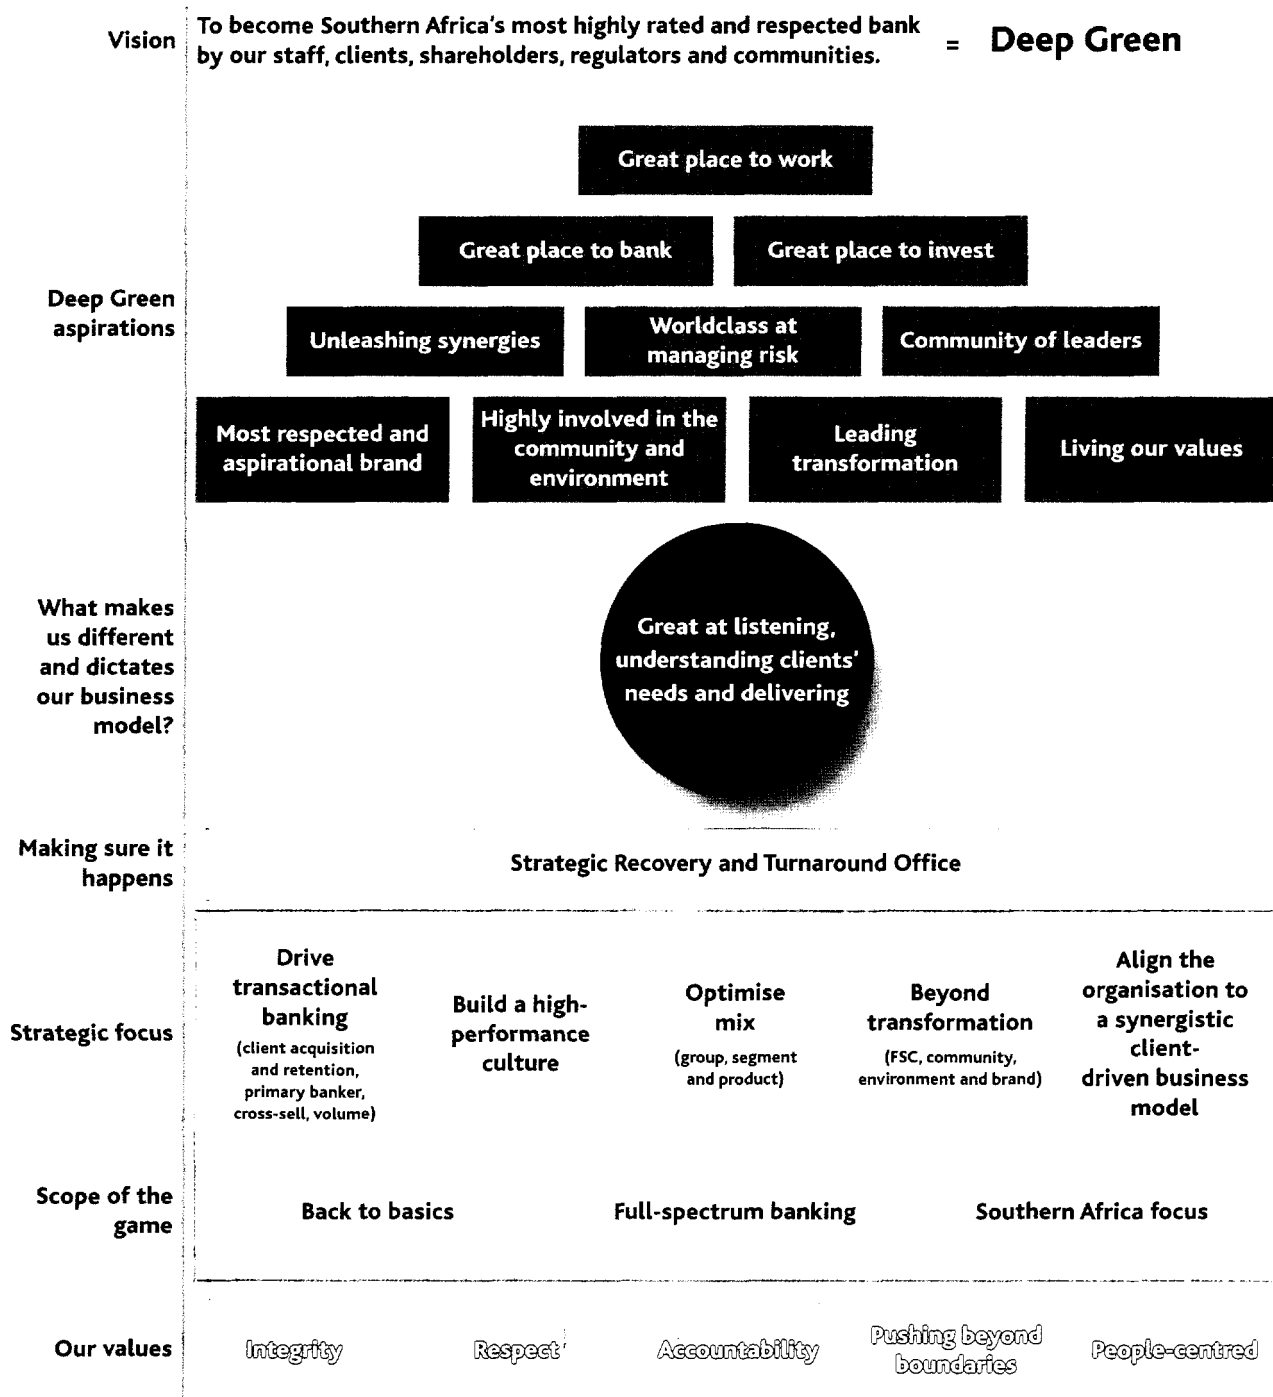 Vision
To become Southern Africa's most highly rated and respected bank
by our staff, clients, shareholders, regulators and communities.
= Deep Green
Great place to work
Great place to bank
Great place to invest
Deep Green
aspirations
Unleashing synergies
Worldclass at
managing risk
Community of leaders
Most respected and
aspirational brand
Highly involved in the
community and
environment
Leading
transformation
Living our values
What makes
us different
and dictates
our business
model?
Great at listening,
understanding clients'
needs and delivering
Making sure it
happens
Strategic Recovery and Turnaround Office
Strategic focus
Drive
transactional
banking
(client acquisition
and retention,
primary banker,
cross-sell, volume)
Build a high-
performance
culture
Optimise
mix
(group, segment
and product)
Beyond
transformation
(FSC, community,
environment and brand)
Align the
organisation to
a synergistic
client-
driven business
model
Scope of the
game
Back to basics
Full-spectrum banking
Southern Africa focus
Our values
Integrity
Respect
Accountability
Pushing beyond
boundaries
People-centred